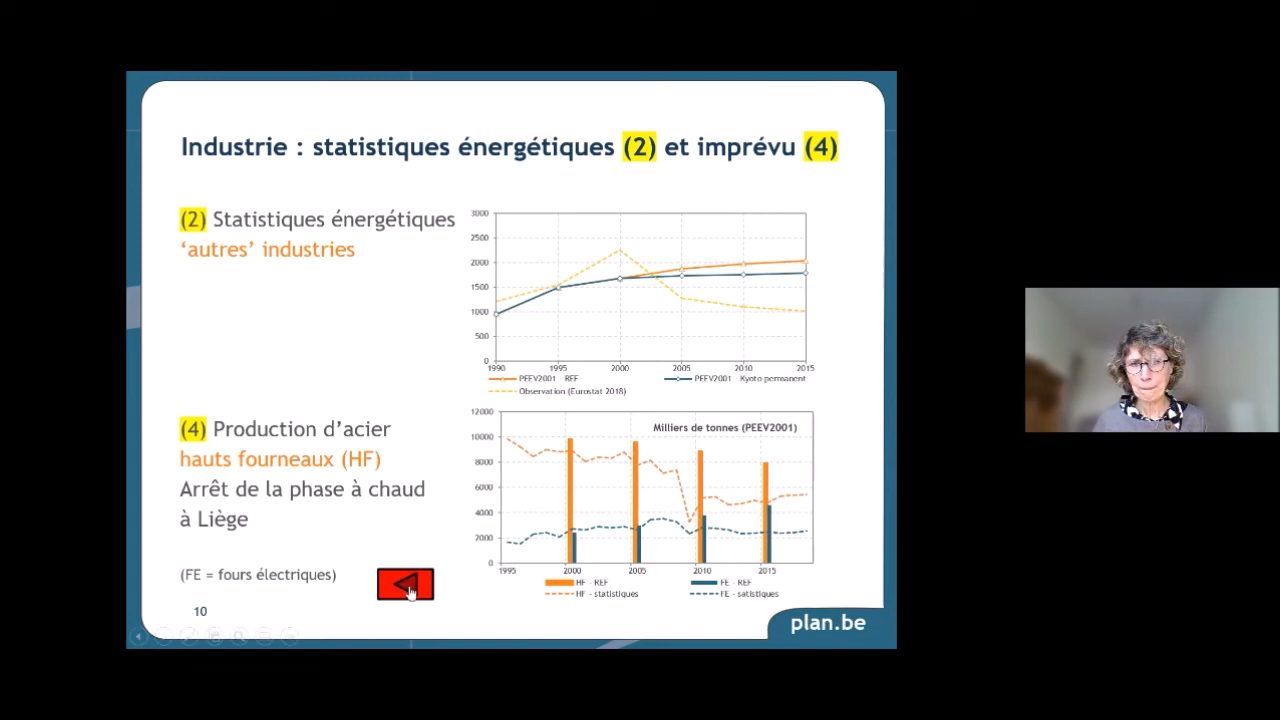 Industrie : statistiques énergétiques (2) et imprévu (4)
(2) Statistiques énergétiques
‘autres’ industries
3000
2500
2000
1500
1000
500
0
1990 1995 2000 2005 2010 2015
PEEV2001 - REF PEEV2001 - Kyoto permanent
Observation (Eurostat 2018)
(4) Production d’acier
hauts fourneaux (HF)
Arrêt de la phase à chaud
à Liège
(FE = fours électriques)
Milliers de tonnes (PEEV2001)
12000
10000
8000
6000
4000
2000
0
1995 2000 2005 2010 2015
HF - REF FE - REF
HF - statistiques FE - satistiques
10
plan.be